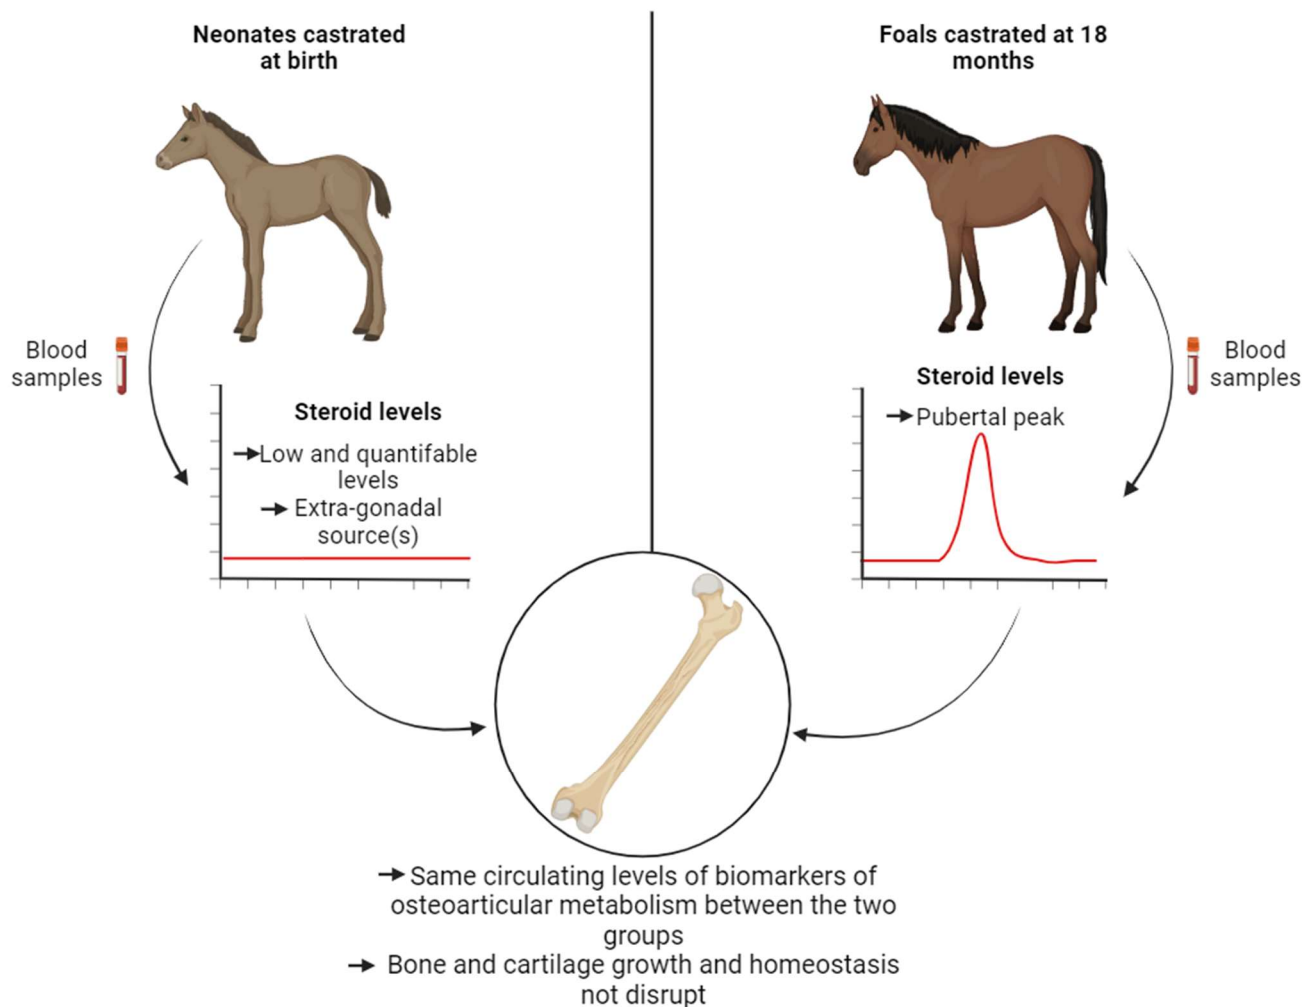 Neonates castrated
at birth
Foals castrated at 18
months
Blood
samples
Steroid levels
Low and quantifable
levels
Extra-gonadal
source(s)
Blood
samples
Steroid levels
Pubertal peak
Same circulating levels of biomarkers of
osteoarticular metabolism between the two
groups
Bone and cartilage growth and homeostasis
not disrupt